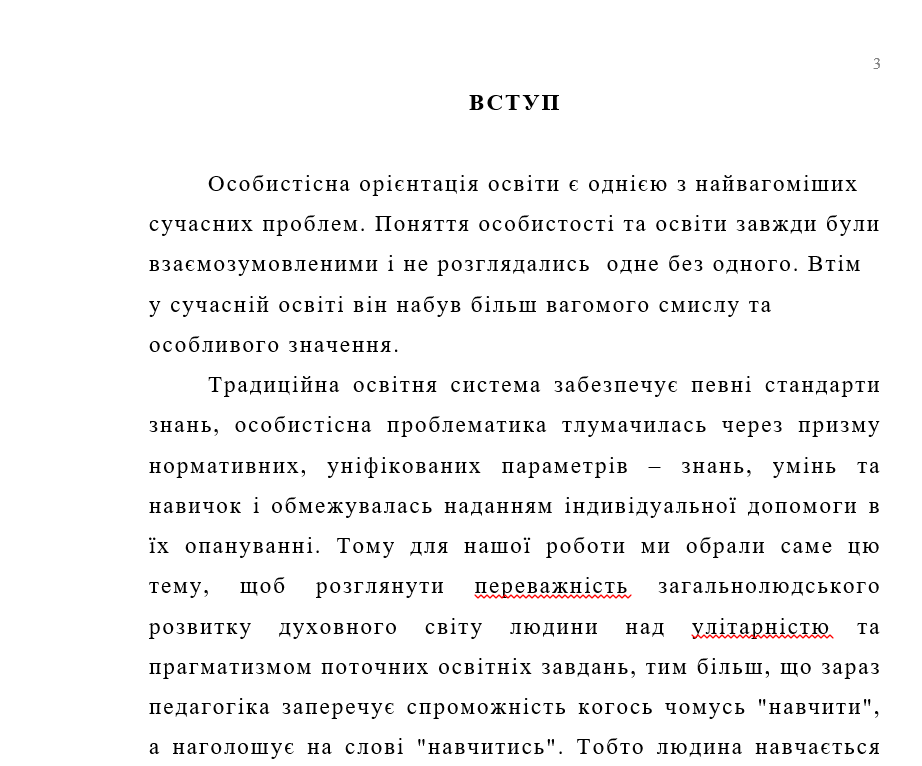 3
ВСТУП
Особистісна орієнтація освіти є однією з найвагоміших
сучасних проблем. Поняття особистості та освіти завжди були
взаємозумовленими і не розглядались  одне без одного. Втім
у сучасній освіті він набув більш вагомого смислу та
особливого значення.
Традиційна освітня система забезпечує певні стандарти
знань, особистісна проблематика тлумачилась через призму
нормативних, уніфікованих параметрів – знань, умінь та
навичок і обмежувалась наданням індивідуальної допомоги в
їх опануванні. Тому для нашої роботи ми обрали саме цю
тему, щоб розглянути переважність загальнолюдського
розвитку духовного світу людини над улітарністю та
прагматизмом поточних освітніх завдань, тим більш, що зараз
педагогіка заперечує спроможність когось чомусь "навчити",
а наголошує на слові "навчитись". Тобто людина навчається